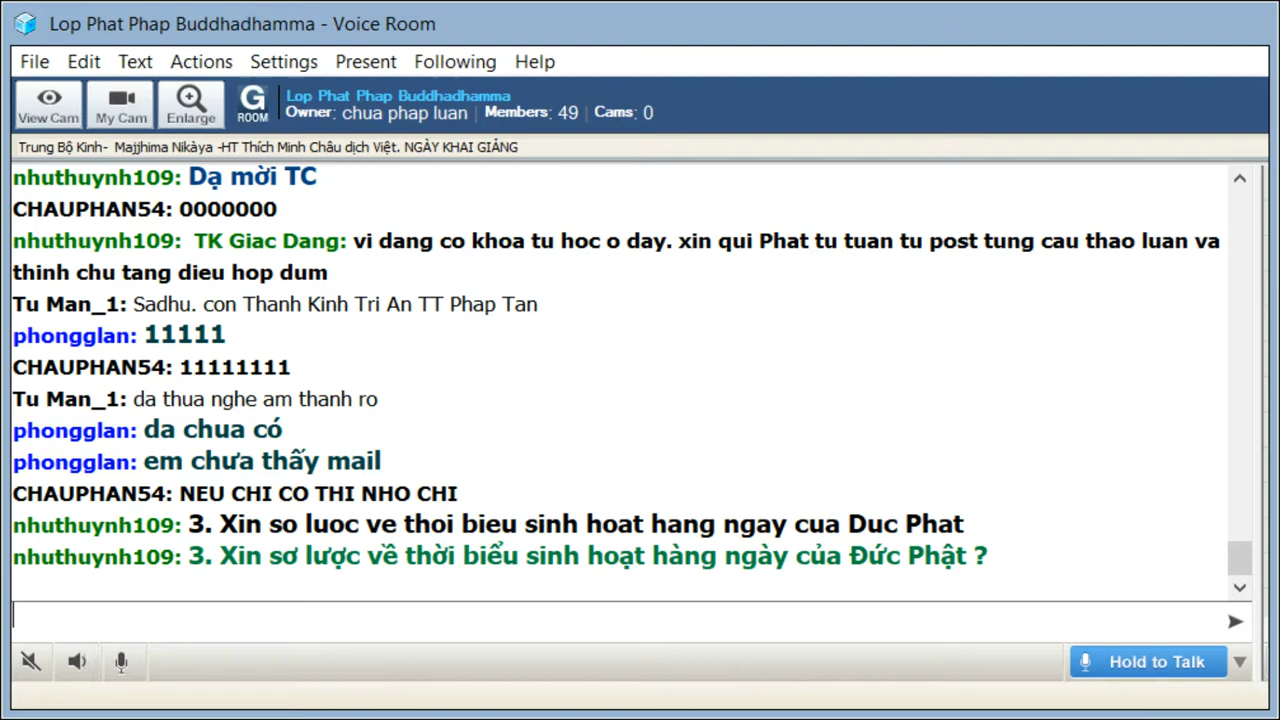 Lop Phat Phap Buddhadhamma - Voice Room
File Edit Text Actions Settings Present Following Help
View Cam My Cam Enlarge G ROOM
Lop Phat Phap Buddhadhamma
Owner: chua phap luan | Members: 49 | Cams: 0
Trung Bộ Kinh- Majjhima Nikàya -HT Thích Minh Châu dịch Việt. NGÀY KHAI GIẢNG
nhuthuynh109: Dạ mời TC
CHAUPHAN54: 0000000
nhuthuynh109: TK Giac Dang: vi dang co khoa tu hoc o day. xin qui Phat tu tuan tu post tung cau thao luan va
thinh chu tang dieu hop dum
Tu Man_1: Sadhu. con Thanh Kinh Tri An TT Phap Tan
phongglan: 11111
CHAUPHAN54: 11111111
Tu Man_1: da thua nghe am thanh ro
phongglan: da chua có
phongglan: em chưa thấy mail
CHAUPHAN54: NEU CHI CO THI NHO CHI
nhuthuynh109: 3. Xin so luoc ve thoi bieu sinh hoat hang ngay cua Duc Phat
nhuthuynh109: 3. Xin sơ lược về thời biểu sinh hoạt hàng ngày của Đức Phật ?
Hold to Talk